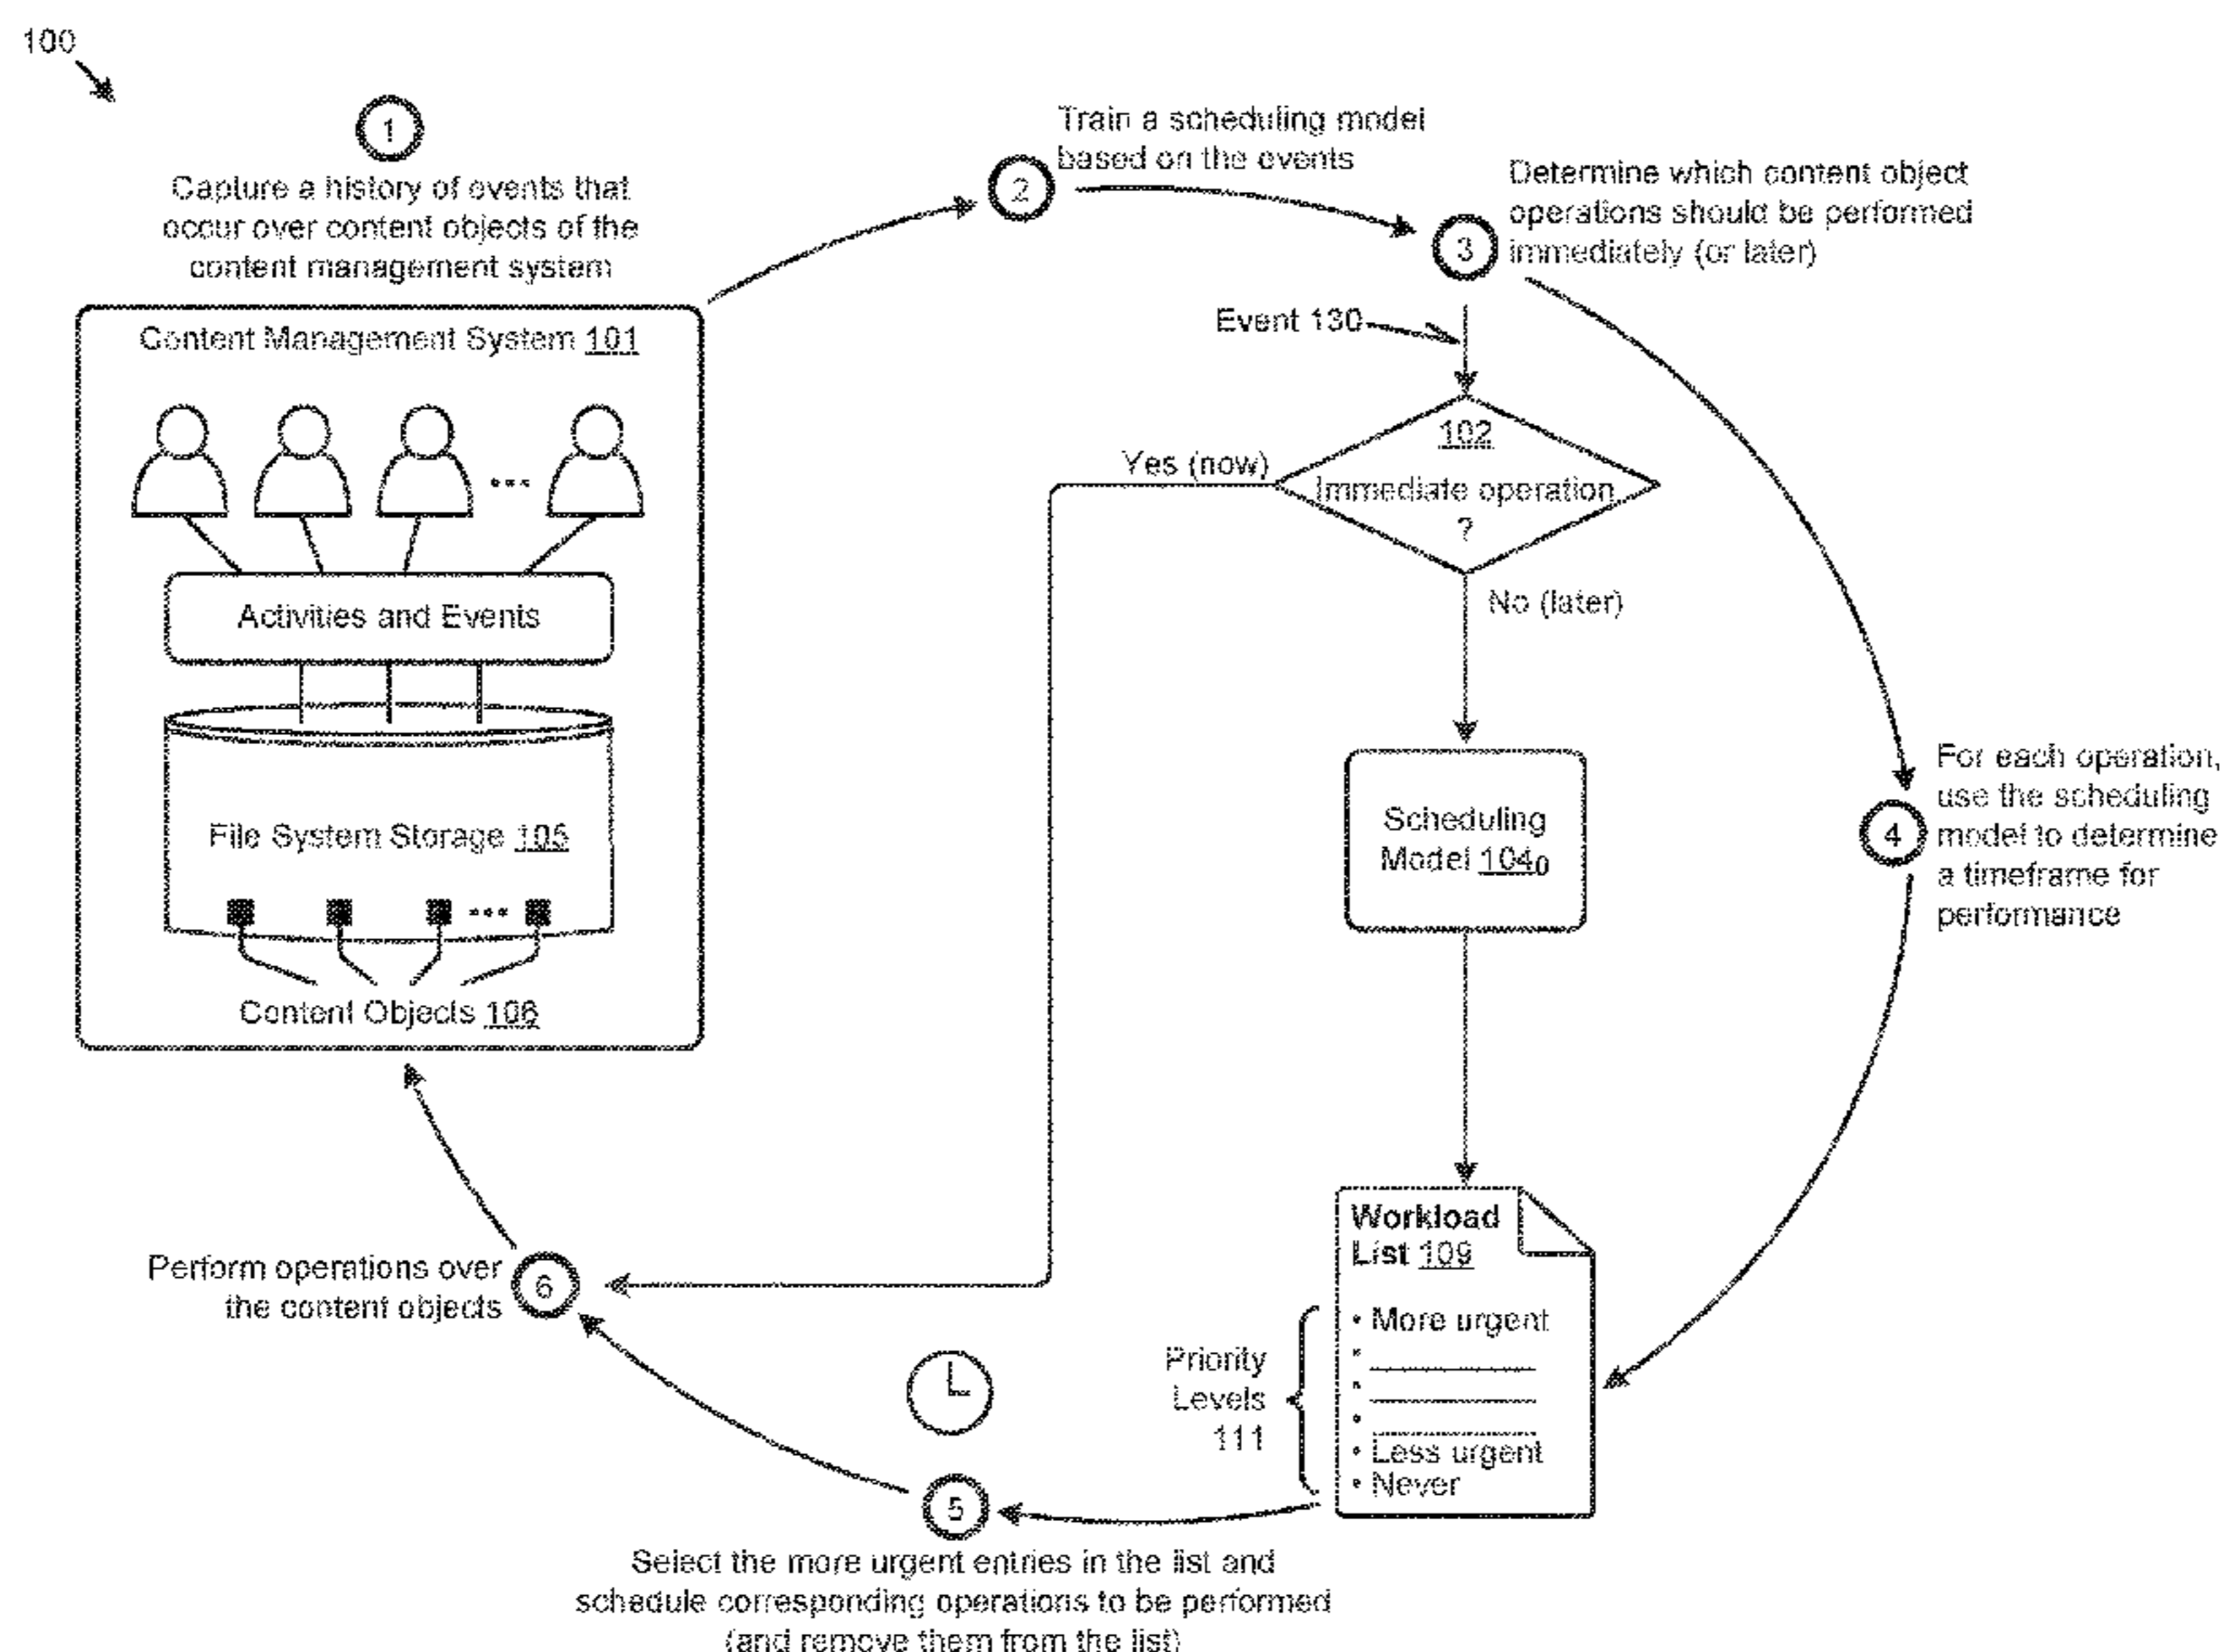 100
1
Capture a history of events that
occur over content objects of the
content management system
Content Management System 101
...
Activities and Events
File System Storage 105
...
Content Objects 106
2
Train a scheduling model
based on the events
3
Determine which content object
operations should be performed
immediately (or later)
Event 130
102
Immediate operation
?
Yes (now)
No (later)
Scheduling
Model 104₀
4
For each operation,
use the scheduling
model to determine
a timeframe for
performance
Workload
List 109
• More urgent
•
•
•
• Less urgent
• Never
Priority
Levels
111
5
Select the more urgent entries in the list and
schedule corresponding operations to be performed
(and remove them from the list)
6
Perform operations over
the content objects